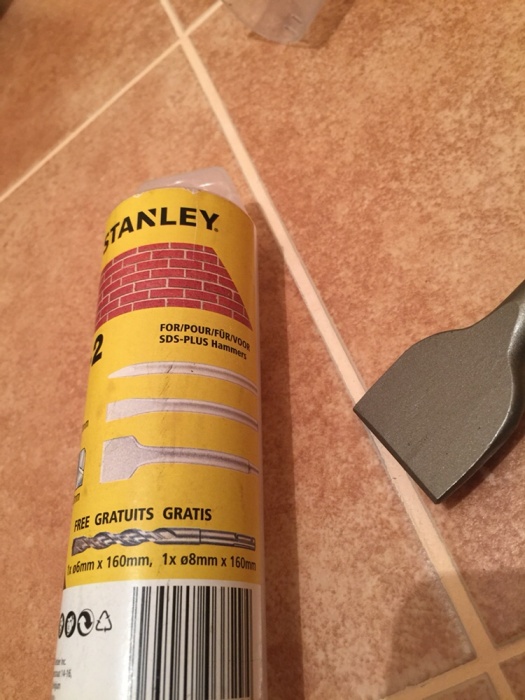 STANLEY
2
FOR/POUR/FÜR/VOOR
SDS-PLUS Hammers
FREE GRATUITS GRATIS
1x ø6mm x 160mm, 1x ø8mm x 160mm